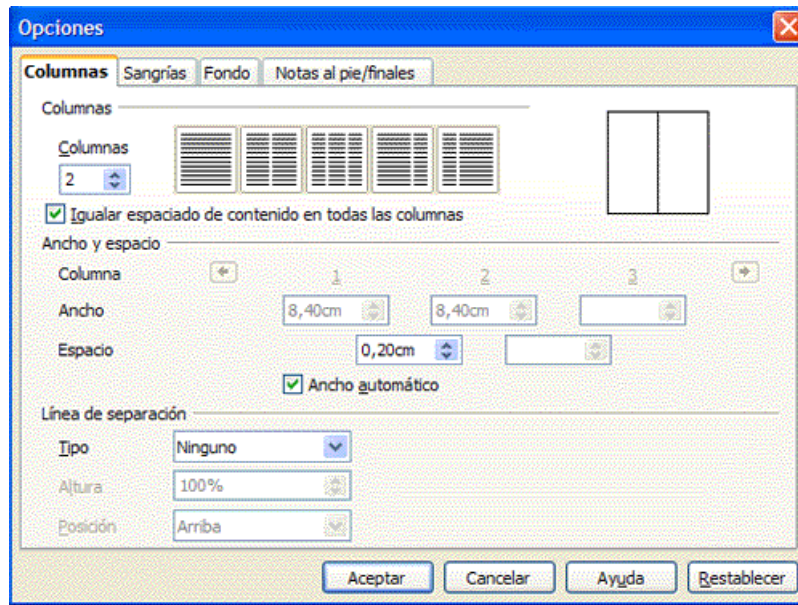 Opciones
Columnas Sangrías Fondo Notas al pie/finales
Columnas
Columnas
2
Igualar espaciado de contenido en todas las columnas
Ancho y espacio
Columna 1 2 3
Ancho 8,40cm 8,40cm
Espacio 0,20cm
Ancho automático
Línea de separación
Tipo Ninguno
Altura 100%
Posición Arriba
Aceptar Cancelar Ayuda Restablecer